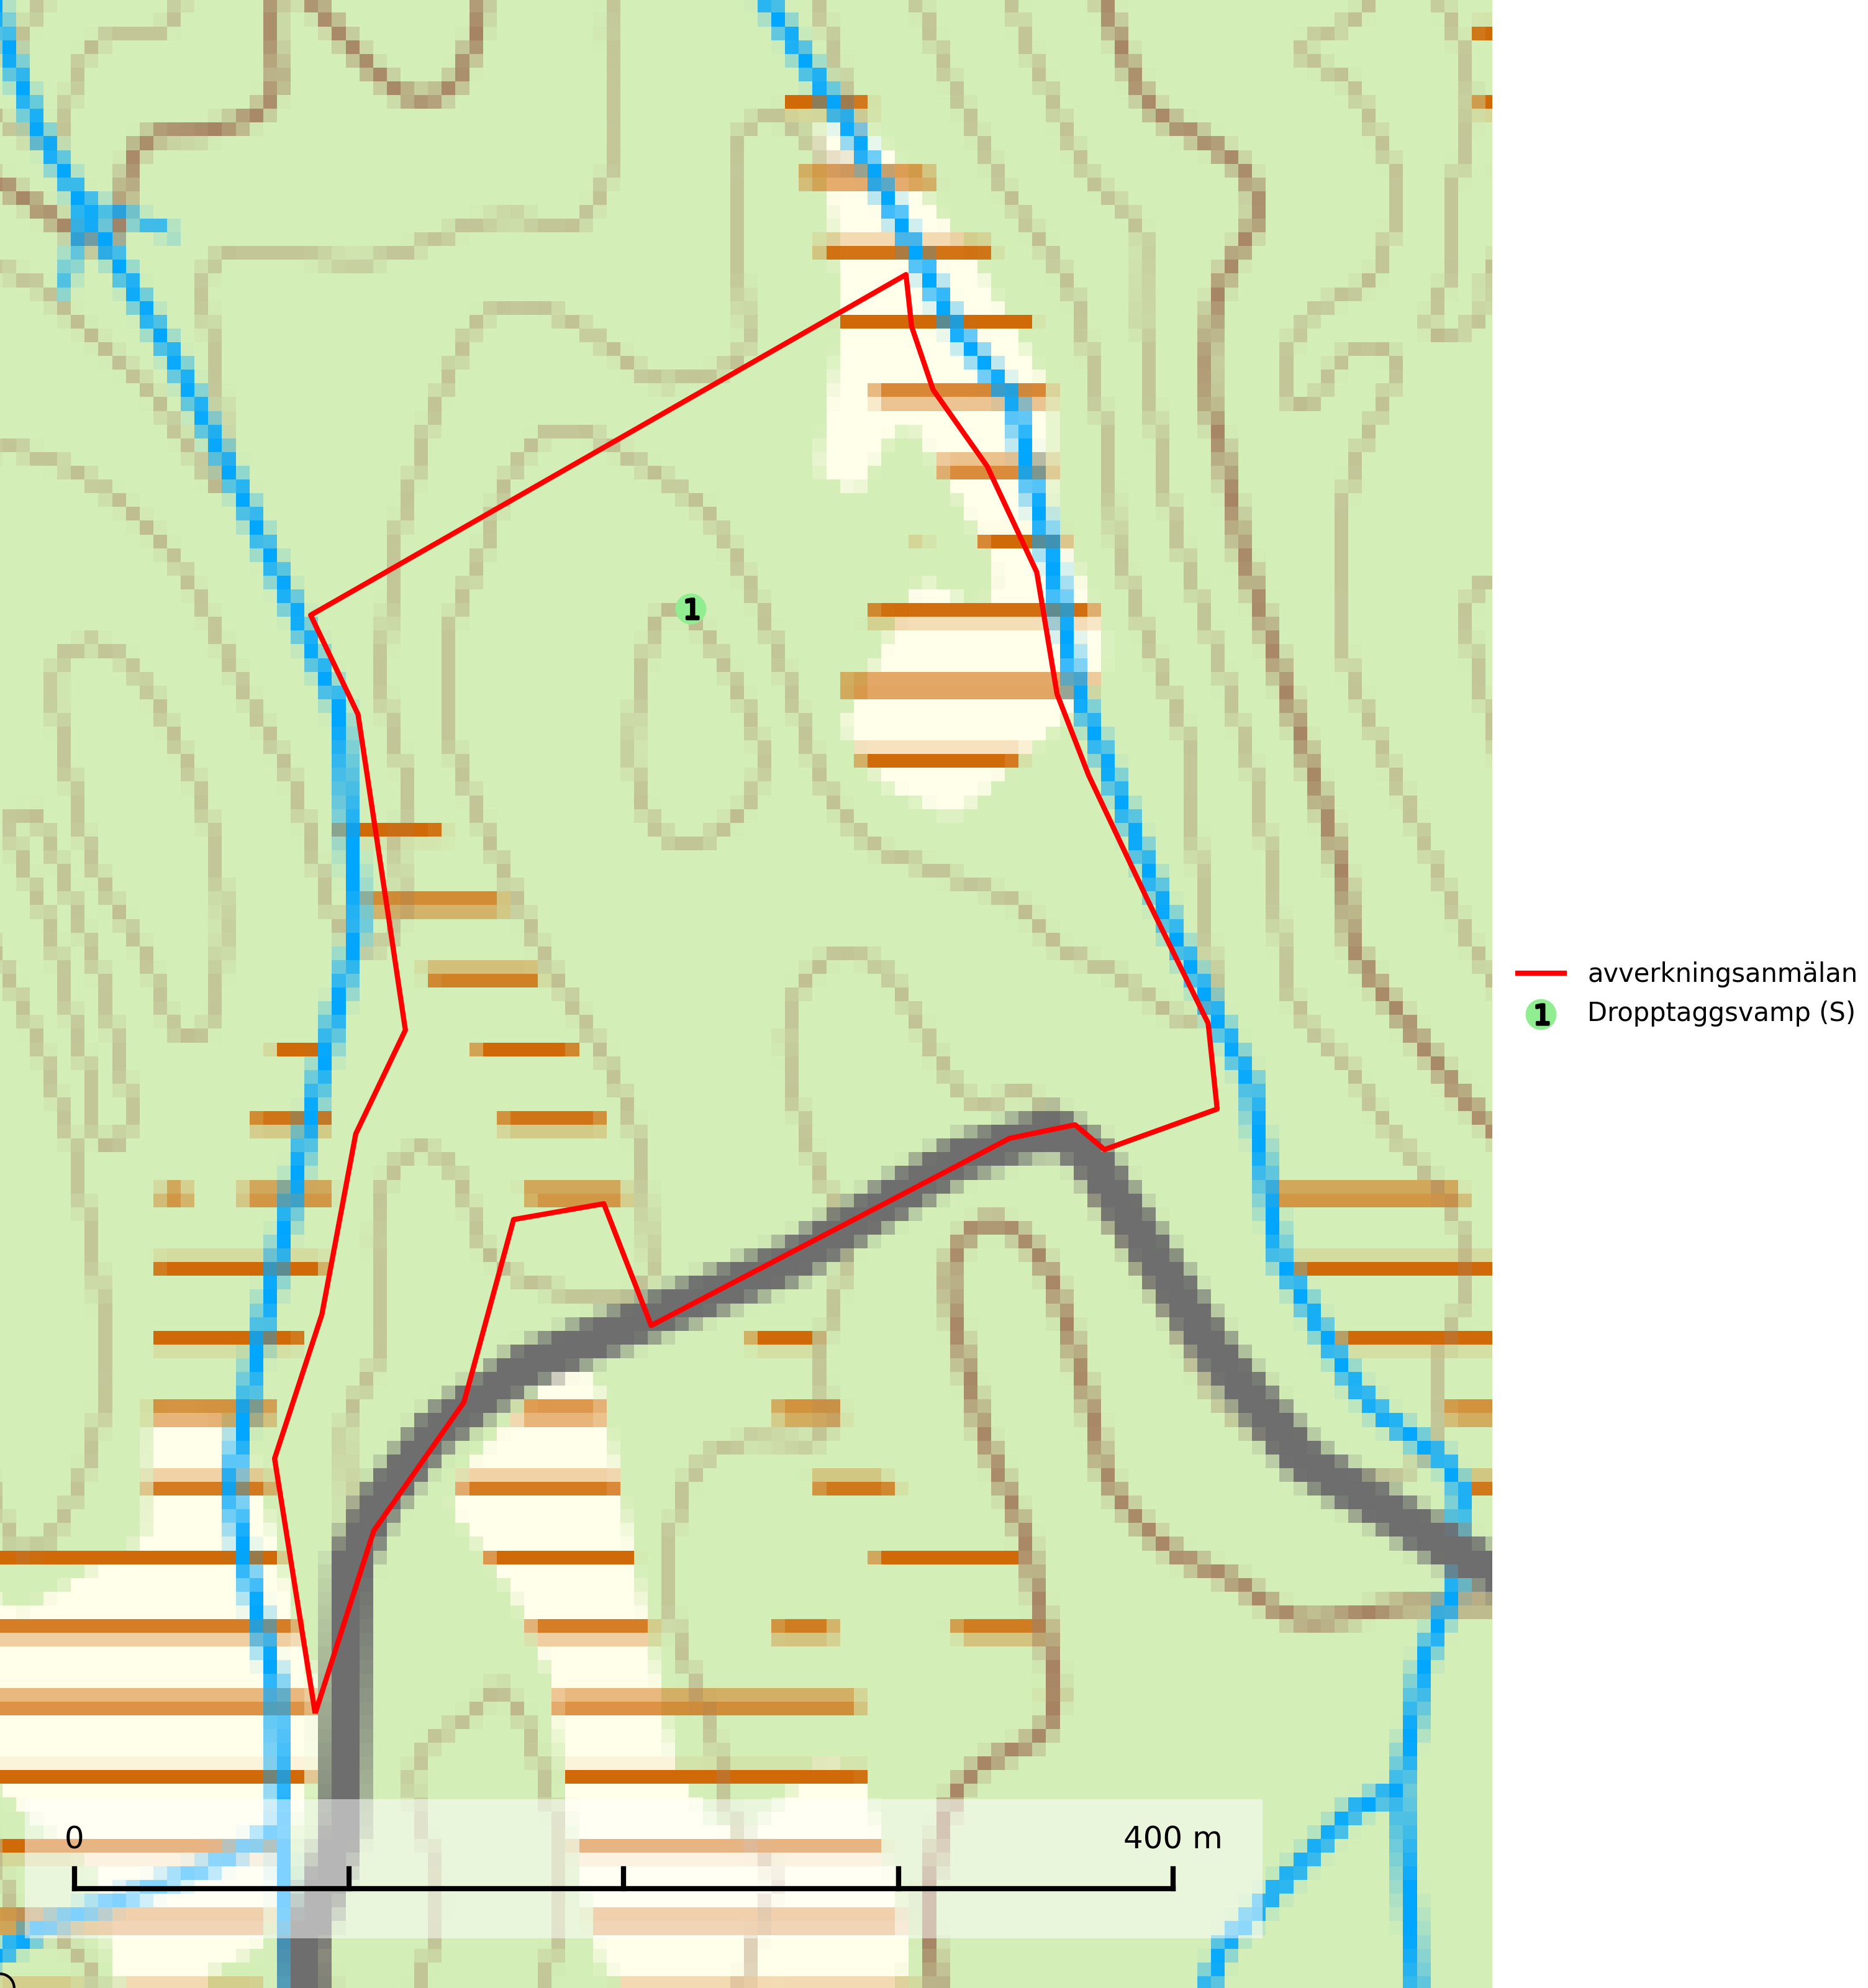 1
avverkningsanmälan
1 Dropptaggsvamp (S)
0 400 m